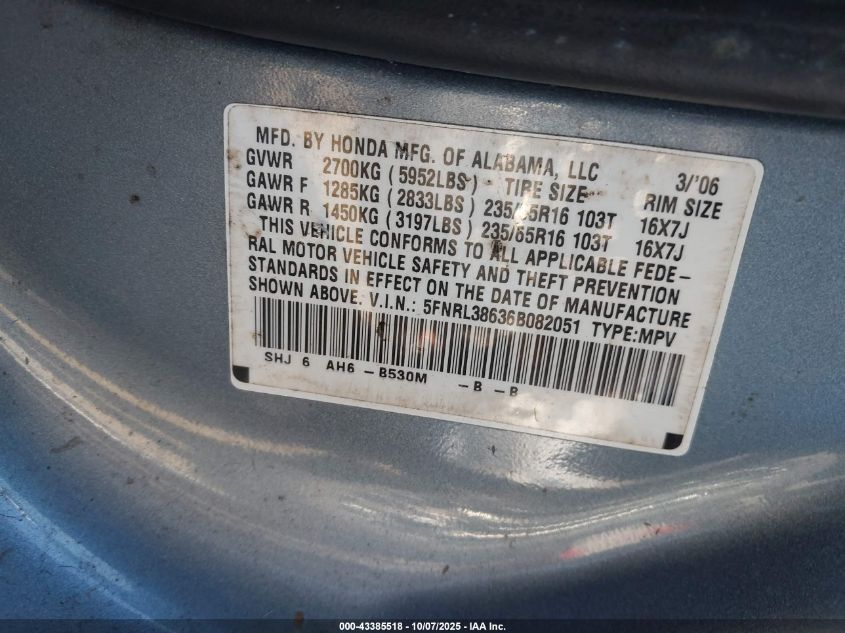 MFD. BY HONDA MFG. OF ALABAMA, LLC 3/'06
GVWR 2700KG (5952LBS) TIRE SIZE RIM SIZE
GAWR F 1285KG (2833LBS) 235/65R16 103T 16X7J
GAWR R 1450KG (3197LBS) 235/65R16 103T 16X7J
THIS VEHICLE CONFORMS TO ALL APPLICABLE FEDE-
RAL MOTOR VEHICLE SAFETY AND THEFT PREVENTION
STANDARDS IN EFFECT ON THE DATE OF MANUFACTURE
SHOWN ABOVE. V.I.N.: 5FNRL38636B082051 TYPE:MPV
SHJ 6 AH6 - B530M - B - B
000-43385518 - 10/07/2025 - IAA Inc.